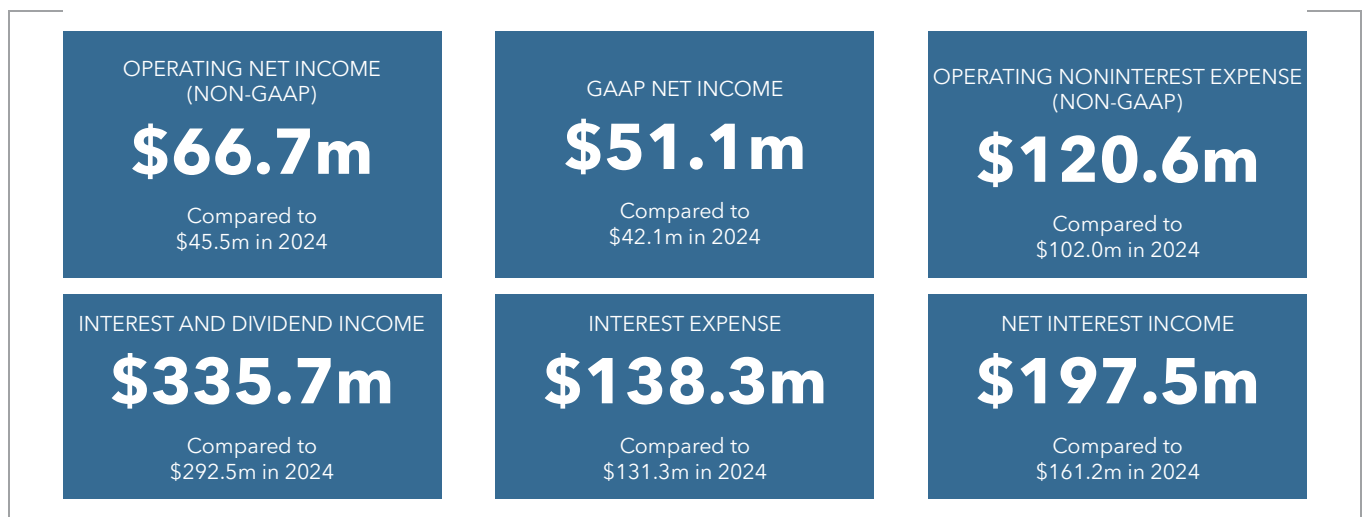 OPERATING NET INCOME
(NON-GAAP)
$66.7m
Compared to
$45.5m in 2024
GAAP NET INCOME
$51.1m
Compared to
$42.1m in 2024
OPERATING NONINTEREST EXPENSE
(NON-GAAP)
$120.6m
Compared to
$102.0m in 2024
INTEREST AND DIVIDEND INCOME
$335.7m
Compared to
$292.5m in 2024
INTEREST EXPENSE
$138.3m
Compared to
$131.3m in 2024
NET INTEREST INCOME
$197.5m
Compared to
$161.2m in 2024